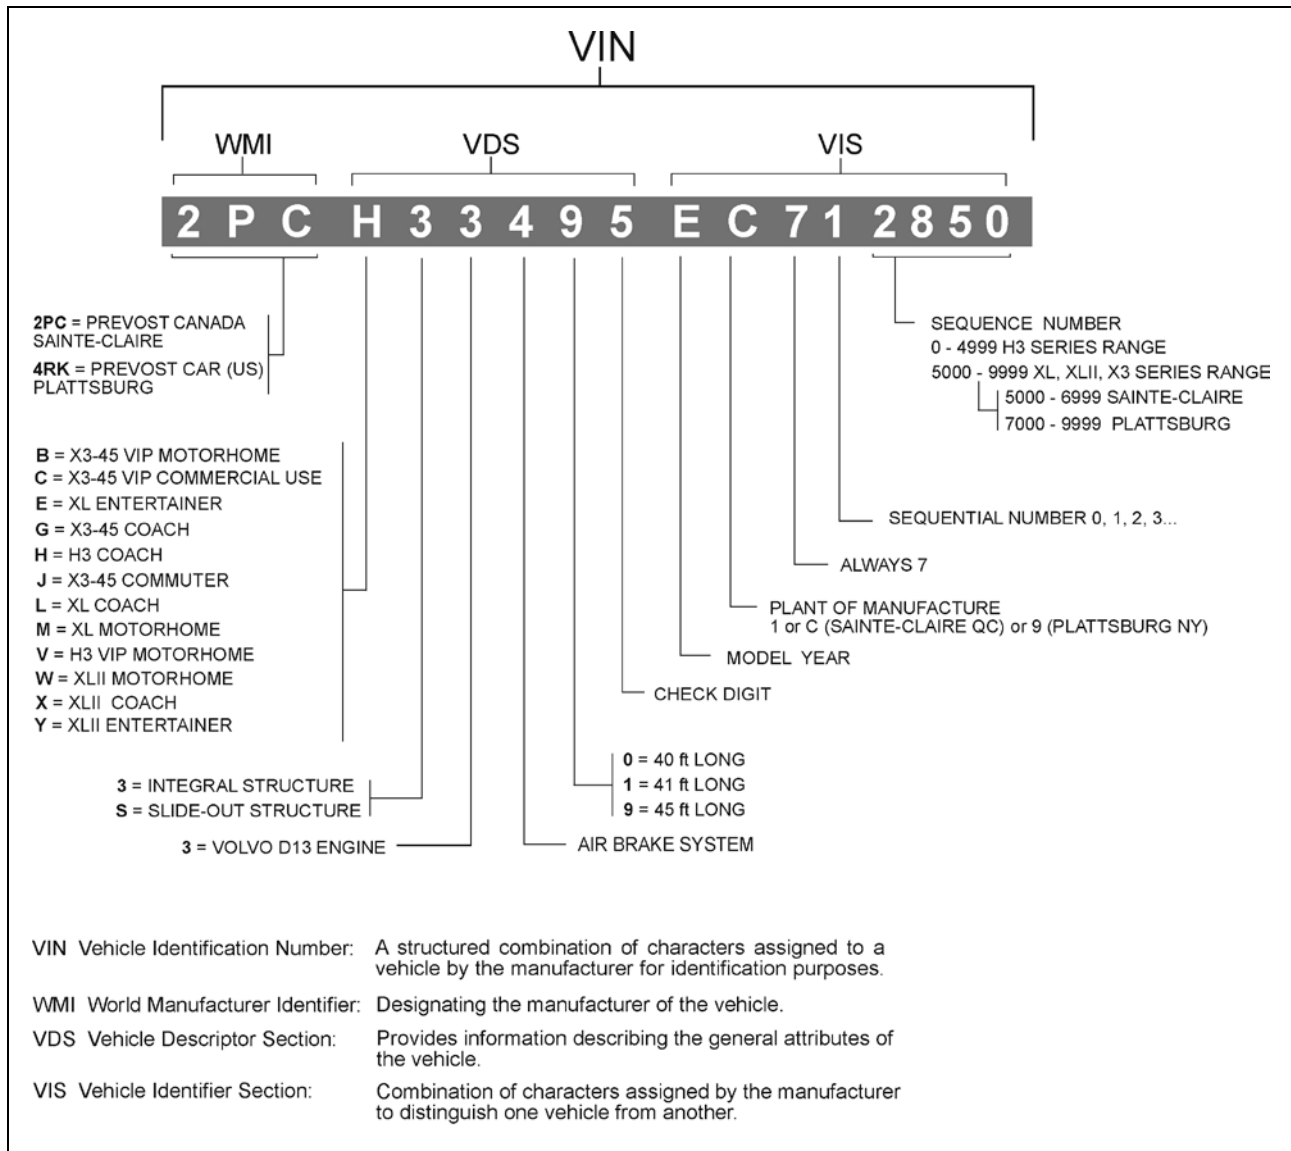 VIN
WMI VDS VIS
2 P C H 3 3 4 9 5 E C 7 1 2 8 5 0
2PC = PREVOST CANADA
SAINTE-CLAIRE
4RK = PREVOST CAR (US)
PLATTSBURG
SEQUENCE NUMBER
0 - 4999 H3 SERIES RANGE
5000 - 9999 XL, XLII, X3 SERIES RANGE
5000 - 6999 SAINTE-CLAIRE
7000 - 9999 PLATTSBURG
B = X3-45 VIP MOTORHOME
C = X3-45 VIP COMMERCIAL USE
E = XL ENTERTAINER
G = X3-45 COACH
H = H3 COACH
J = X3-45 COMMUTER
L = XL COACH
M = XL MOTORHOME
V = H3 VIP MOTORHOME
W = XLII MOTORHOME
X = XLII COACH
Y = XLII ENTERTAINER
SEQUENTIAL NUMBER 0, 1, 2, 3...
ALWAYS 7
PLANT OF MANUFACTURE
1 or C (SAINTE-CLAIRE QC) or 9 (PLATTSBURG NY)
MODEL YEAR
CHECK DIGIT
0 = 40 ft LONG
1 = 41 ft LONG
9 = 45 ft LONG
3 = INTEGRAL STRUCTURE
S = SLIDE-OUT STRUCTURE
3 = VOLVO D13 ENGINE
AIR BRAKE SYSTEM
VIN Vehicle Identification Number: A structured combination of characters assigned to a
vehicle by the manufacturer for identification purposes.
WMI World Manufacturer Identifier: Designating the manufacturer of the vehicle.
VDS Vehicle Descriptor Section: Provides information describing the general attributes of
the vehicle.
VIS Vehicle Identifier Section: Combination of characters assigned by the manufacturer
to distinguish one vehicle from another.